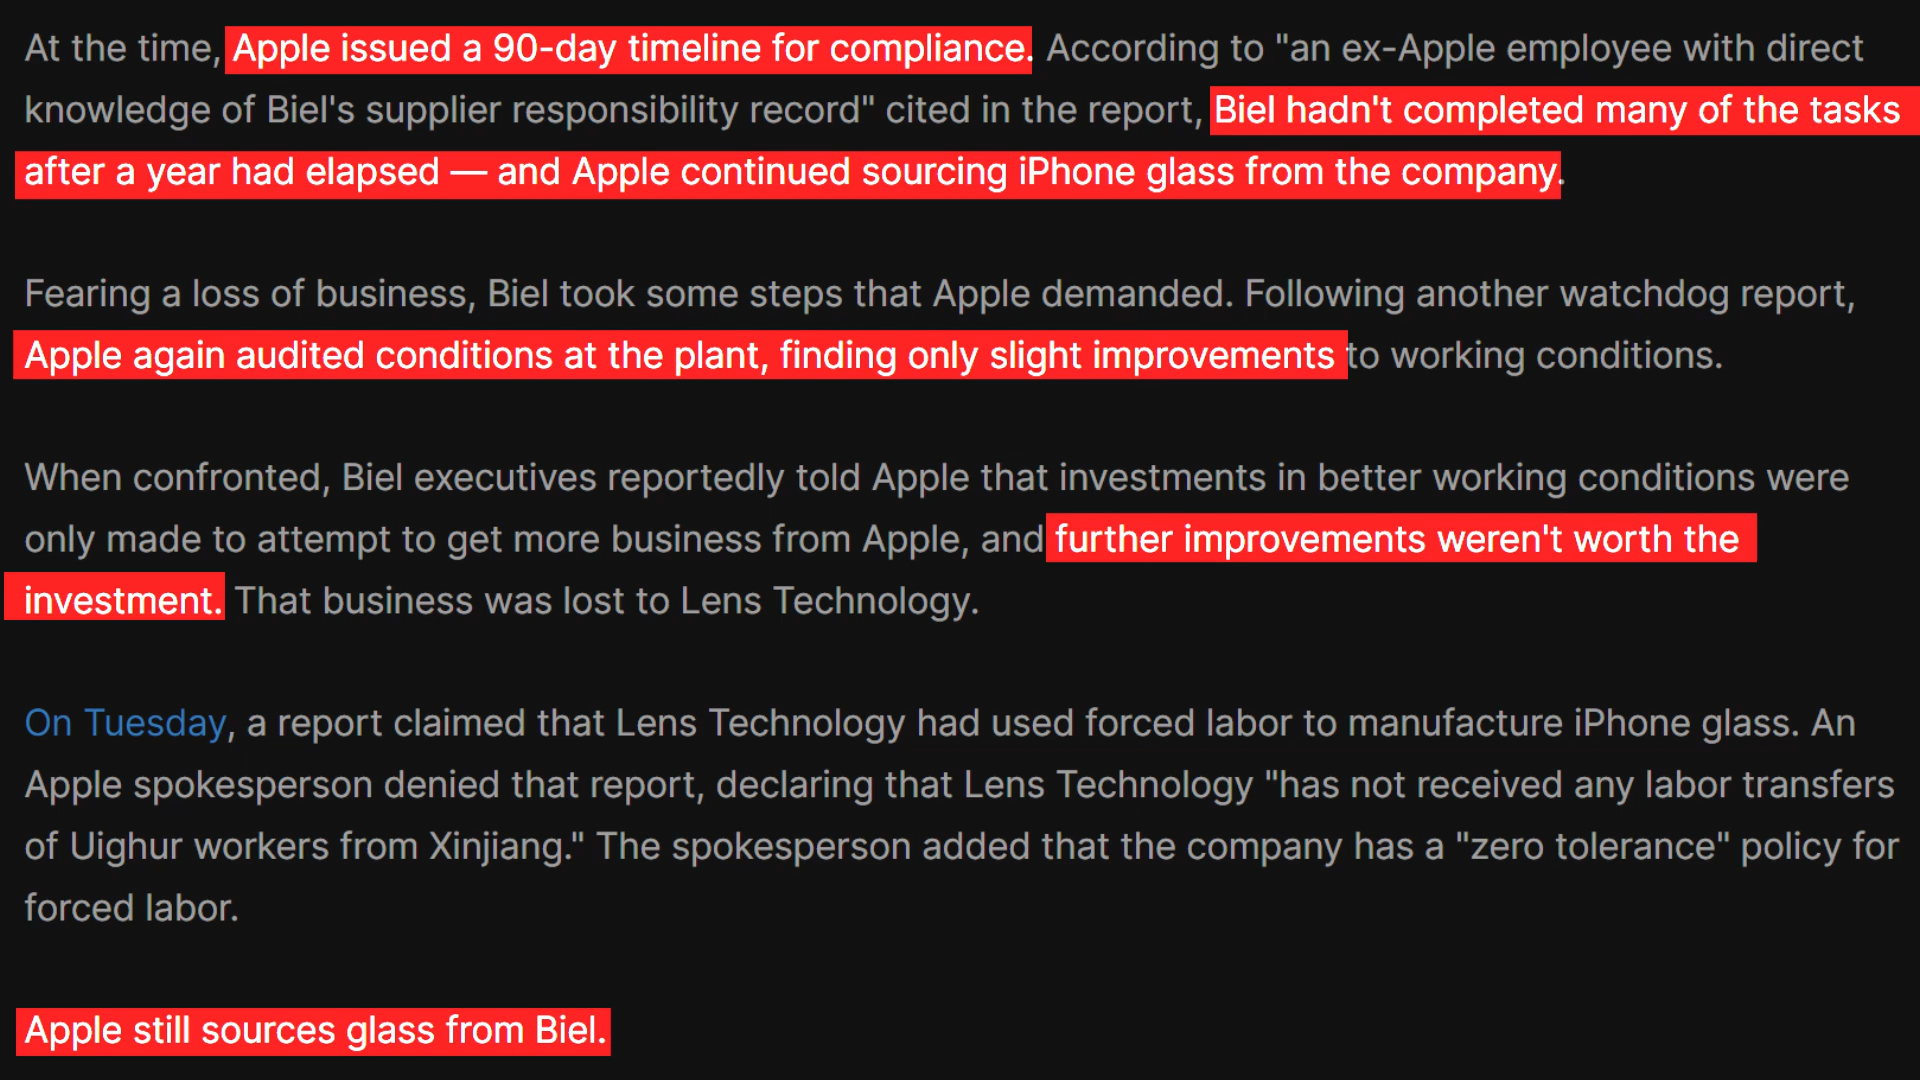 At the time, Apple issued a 90-day timeline for compliance. According to "an ex-Apple employee with direct
knowledge of Biel's supplier responsibility record" cited in the report, Biel hadn't completed many of the tasks
after a year had elapsed — and Apple continued sourcing iPhone glass from the company.
Fearing a loss of business, Biel took some steps that Apple demanded. Following another watchdog report,
Apple again audited conditions at the plant, finding only slight improvements to working conditions.
When confronted, Biel executives reportedly told Apple that investments in better working conditions were
only made to attempt to get more business from Apple, and further improvements weren't worth the
investment. That business was lost to Lens Technology.
On Tuesday, a report claimed that Lens Technology had used forced labor to manufacture iPhone glass. An
Apple spokesperson denied that report, declaring that Lens Technology "has not received any labor transfers
of Uighur workers from Xinjiang." The spokesperson added that the company has a "zero tolerance" policy for
forced labor.
Apple still sources glass from Biel.